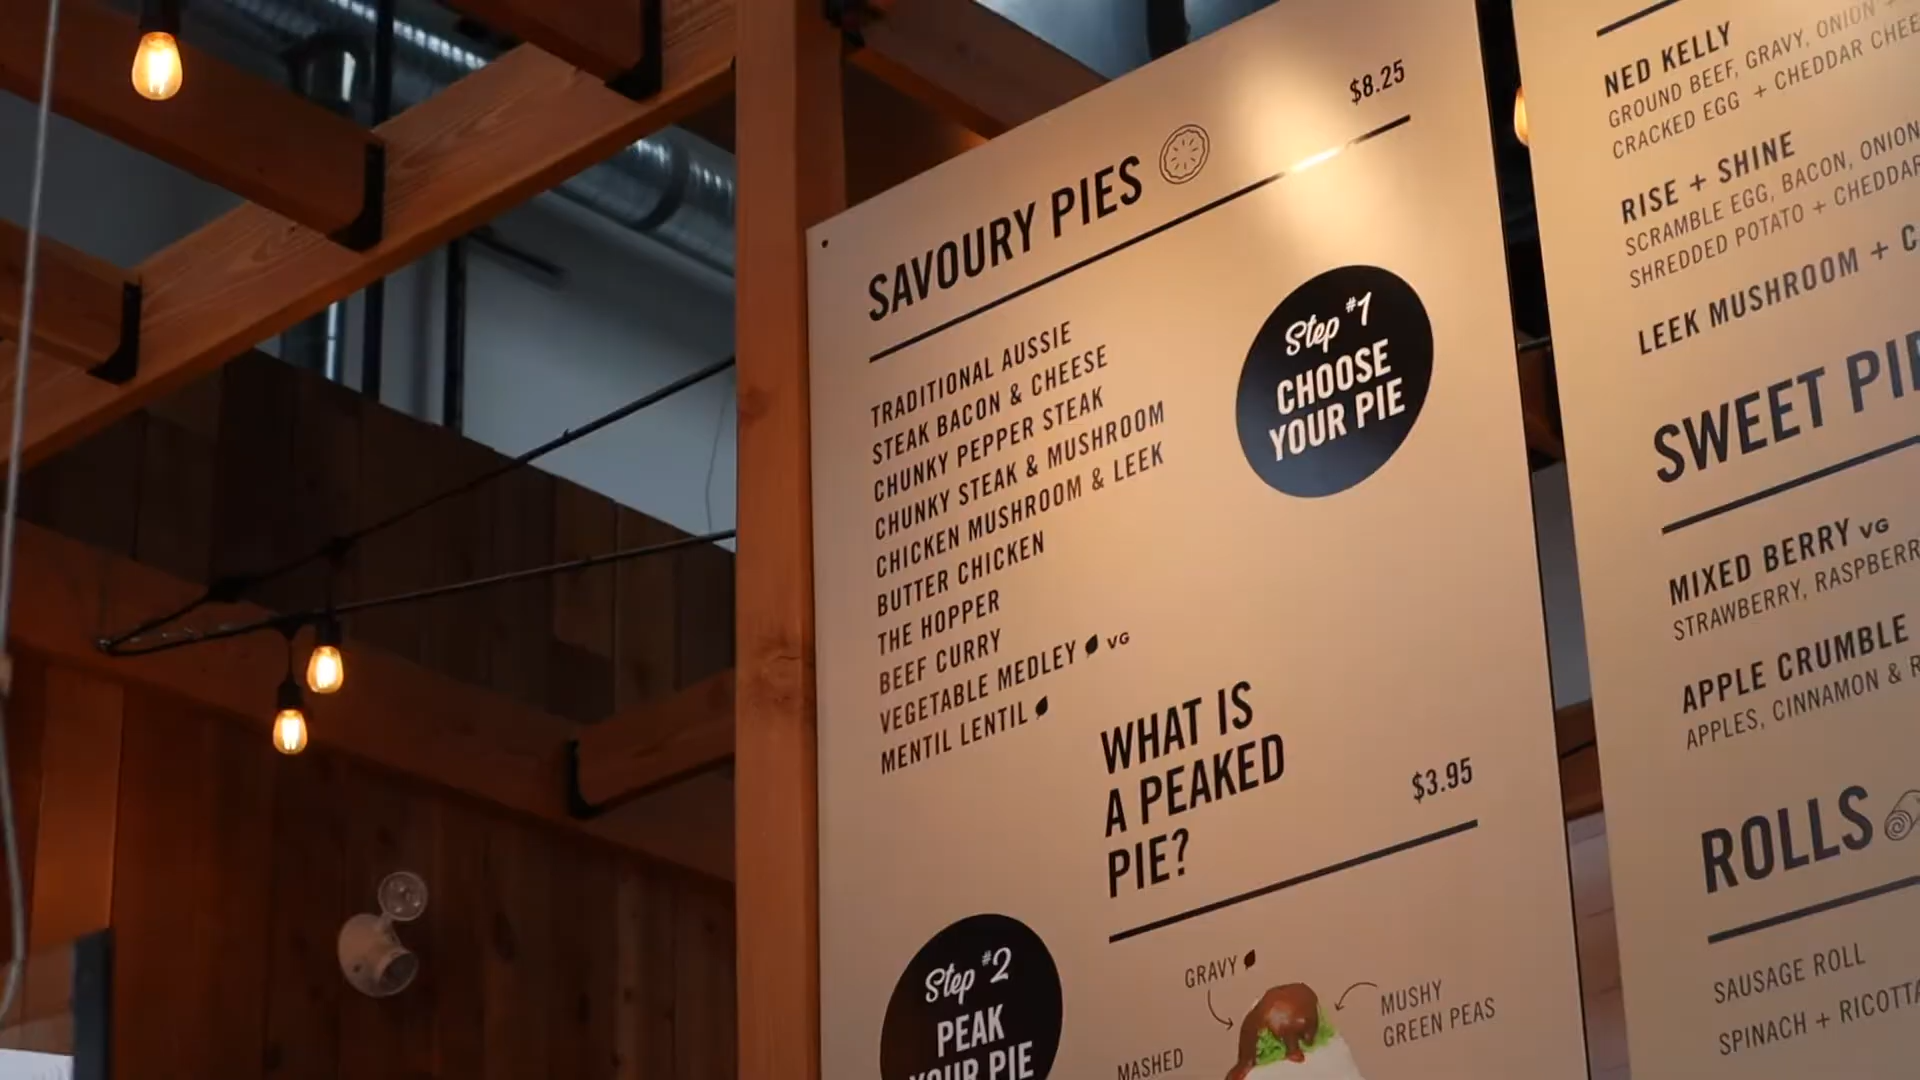 $8.25
SAVOURY PIES
TRADITIONAL AUSSIE
STEAK BACON & CHEESE
CHUNKY PEPPER STEAK
CHUNKY STEAK & MUSHROOM
CHICKEN MUSHROOM & LEEK
BUTTER CHICKEN
THE HOPPER
BEEF CURRY
VEGETABLE MEDLEY VG
MENTIL LENTIL
Step #1
CHOOSE
YOUR PIE
WHAT IS
A PEAKED
PIE?
$3.95
Step #2
PEAK
YOUR PIE
GRAVY
MUSHY
GREEN PEAS
MASHED
NED KELLY
GROUND BEEF, GRAVY, ONION +
CRACKED EGG + CHEDDAR
RISE + SHINE
SCRAMBLE EGG, BACON, ONION
SHREDDED POTATO + CHEDDAR
LEEK MUSHROOM +
SWEET
MIXED BERRY VG
STRAWBERRY,
APPLE CRUMBLE
APPLES, CINNAMON &
ROLLS
SAUSAGE ROLL
SPINACH + RICOTTA